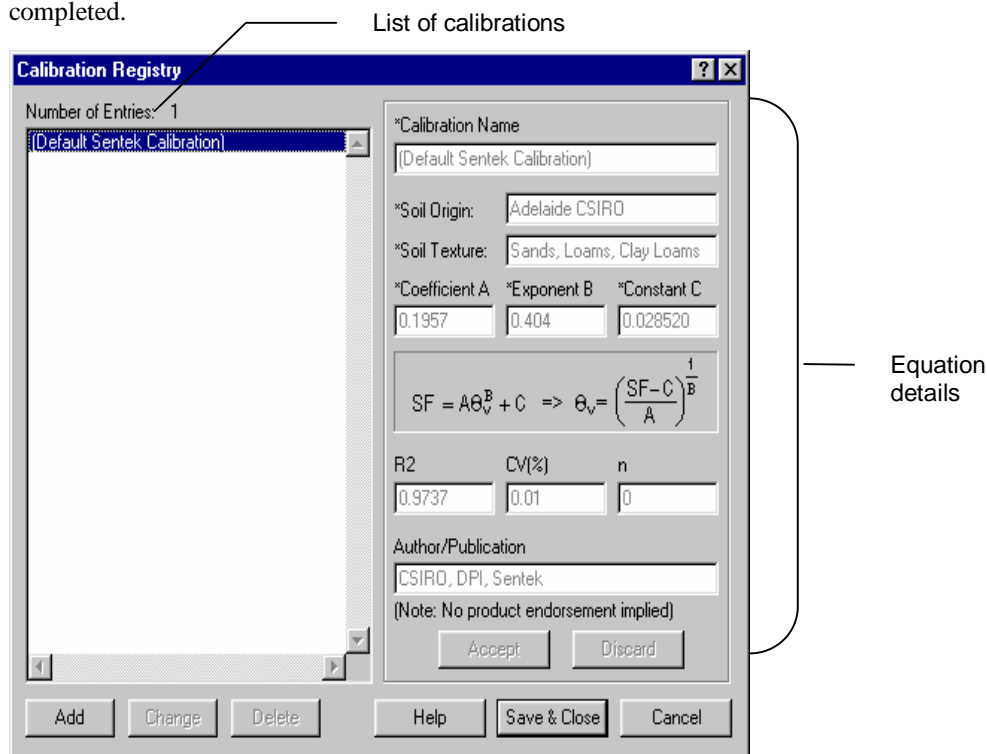 completed.
List of calibrations
Calibration Registry
Number of Entries: 1
(Default Sentek Calibration)
*Calibration Name
(Default Sentek Calibration)
*Soil Origin: Adelaide CSIRO
*Soil Texture: Sands, Loams, Clay Loams
*Coefficient A *Exponent B *Constant C
0.1957 0.404 0.028520
SF = Aθᵥᴮ + C => θᵥ = ((SF-C)/A)^(1/B)
R2 CV(%) n
0.9737 0.01 0
Author/Publication
CSIRO, DPI, Sentek
(Note: No product endorsement implied)
Accept Discard
Add Change Delete Help Save & Close Cancel
Equation
details